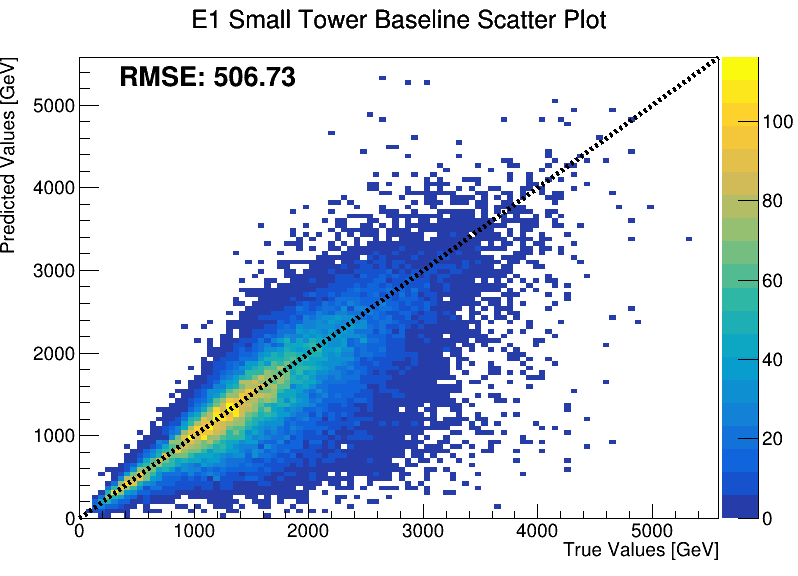 E1 Small Tower Baseline Scatter Plot
Predicted Values [GeV]
RMSE: 506.73
5000
4000
3000
2000
1000
0
0 1000 2000 3000 4000 5000
True Values [GeV]
100
80
60
40
20
0